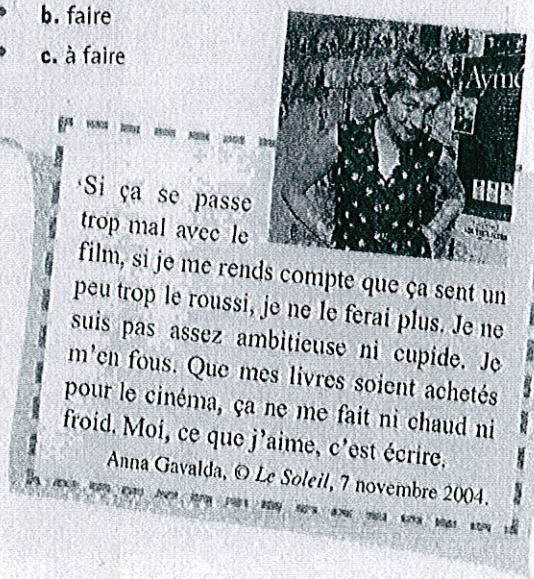 b. faire
c. à faire
Aymé
Si ça se passe
trop mal avec le
film, si je me rends compte que ça sent un
peu trop le roussi, je ne le ferai plus. Je ne
suis pas assez ambitieuse ni cupide. Je
m'en fous. Que mes livres soient achetés
pour le cinéma, ça ne me fait ni chaud ni
froid. Moi, ce que j'aime, c'est écrire.
Anna Gavalda, © Le Soleil, 7 novembre 2004.